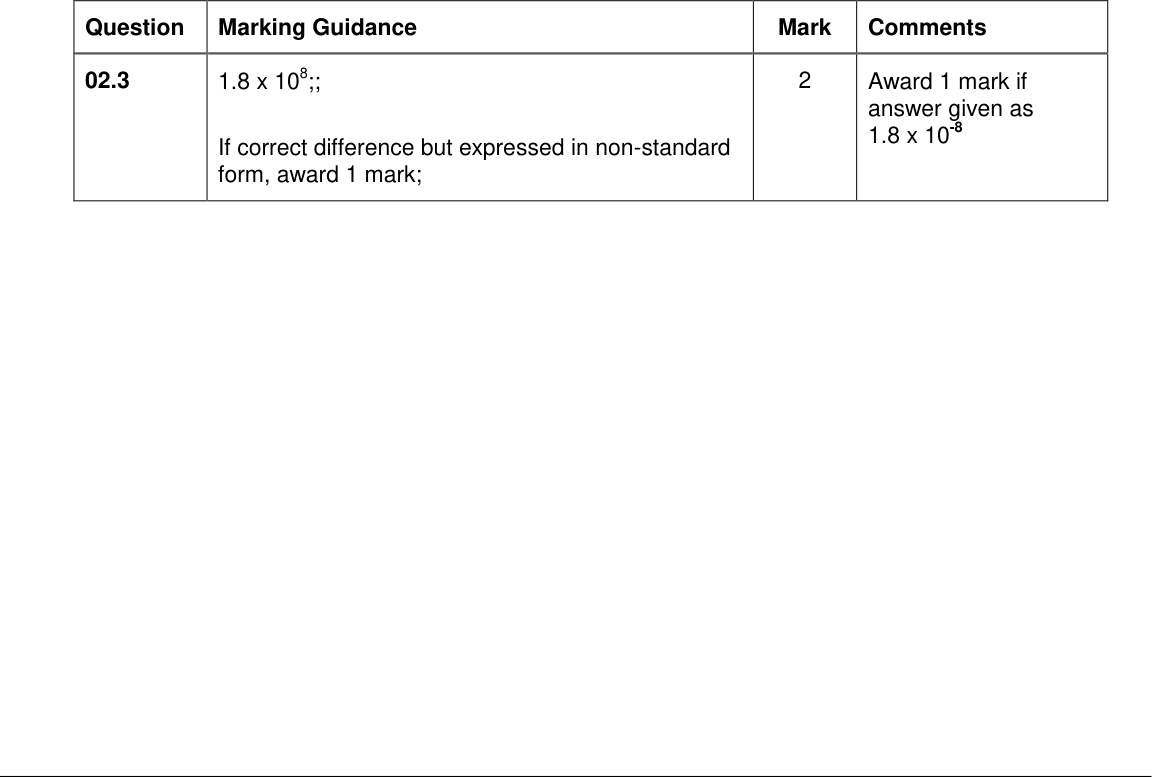 Question Marking Guidance Mark Comments
02.3 1.8 x 10⁸;; 2 Award 1 mark if
answer given as
1.8 x 10⁻⁸
If correct difference but expressed in non-standard
form, award 1 mark;